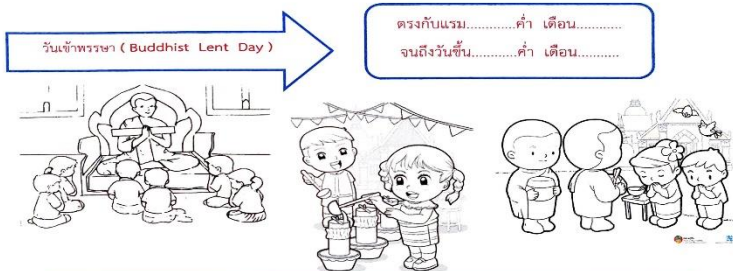 วันเข้าพรรษา ( Buddhist Lent Day )
ตรงกับแรม............ค่ำ เดือน...........
จนถึงวันขึ้น...........ค่ำ เดือน..........